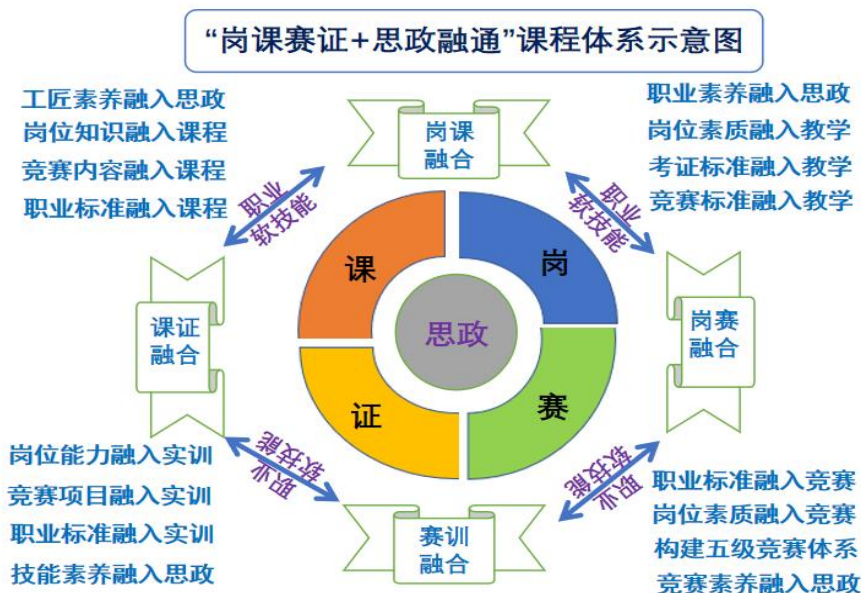 “岗课赛证+思政融通”课程体系示意图
工匠素养融入思政
岗位知识融入课程
竞赛内容融入课程
职业标准融入课程
岗课
融合
职业素养融入思政
岗位素质融入教学
考证标准融入教学
竞赛标准融入教学
职业
软技能
职业
软技能
课
岗
课证
融合
思政
岗赛
融合
证
赛
职业
软技能
职业
软技能
岗位能力融入实训
竞赛项目融入实训
职业标准融入实训
技能素养融入思政
赛训
融合
职业标准融入竞赛
岗位素质融入竞赛
构建五级竞赛体系
竞赛素养融入思政